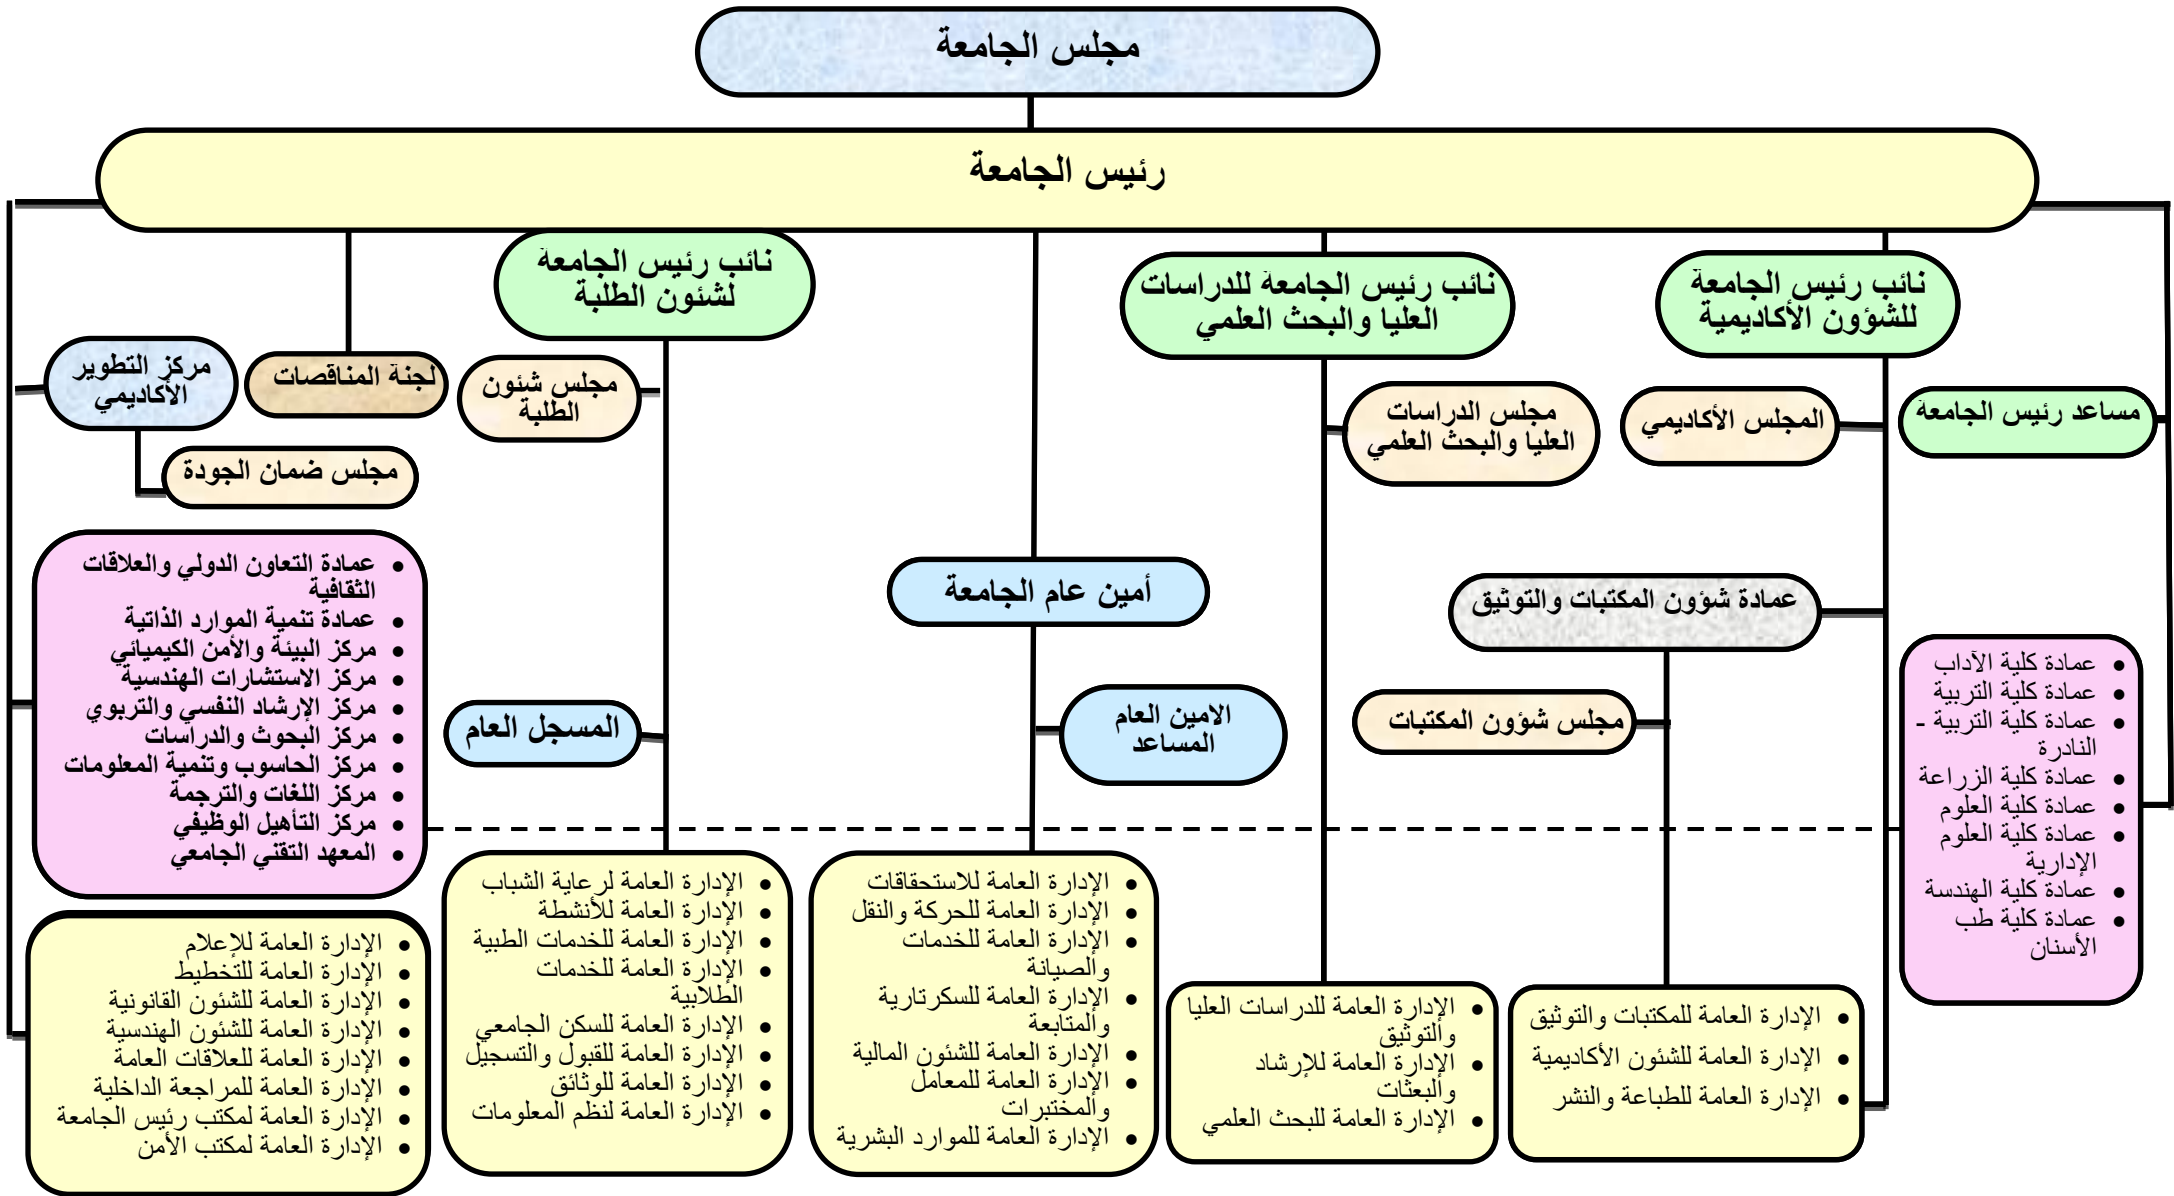 مجلس الجامعة
رئيس الجامعة
نائب رئيس الجامعة
للشؤون الأكاديمية
نائب رئيس الجامعة للدراسات
العليا والبحث العلمي
نائب رئيس الجامعة
لشئون الطلبة
مساعد رئيس الجامعة
المجلس الأكاديمي
مجلس الدراسات
العليا والبحث العلمي
مجلس شئون
الطلبة
لجنة المناقصات
مركز التطوير
الأكاديمي
مجلس ضمان الجودة
عمادة شؤون المكتبات والتوثيق
مجلس شؤون المكتبات
أمين عام الجامعة
الامين العام
المساعد
المسجل العام
• عمادة كلية الآداب
• عمادة كلية التربية
• عمادة كلية التربية -
النادرة
• عمادة كلية الزراعة
• عمادة كلية العلوم
• عمادة كلية العلوم
الإدارية
• عمادة كلية الهندسة
• عمادة كلية طب
الأسنان
• عمادة التعاون الدولي والعلاقات
الثقافية
• عمادة تنمية الموارد الذاتية
• مركز البيئة والأمن الكيميائي
• مركز الاستشارات الهندسية
• مركز الإرشاد النفسي والتربوي
• مركز البحوث والدراسات
• مركز الحاسوب وتنمية المعلومات
• مركز اللغات والترجمة
• مركز التأهيل الوظيفي
• المعهد التقني الجامعي
• الإدارة العامة للمكتبات والتوثيق
• الإدارة العامة للشئون الأكاديمية
• الإدارة العامة للطباعة والنشر
• الإدارة العامة للدراسات العليا
والتوثيق
• الإدارة العامة للإرشاد
والبعثات
• الإدارة العامة للبحث العلمي
• الإدارة العامة للاستحقاقات
• الإدارة العامة للحركة والنقل
• الإدارة العامة للخدمات
والصيانة
• الإدارة العامة للسكرتارية
والمتابعة
• الإدارة العامة للشئون المالية
• الإدارة العامة للمعامل
والمختبرات
• الإدارة العامة للموارد البشرية
• الإدارة العامة لرعاية الشباب
• الإدارة العامة للأنشطة
• الإدارة العامة للخدمات الطبية
• الإدارة العامة للخدمات
الطلابية
• الإدارة العامة للسكن الجامعي
• الإدارة العامة للقبول والتسجيل
• الإدارة العامة للوثائق
• الإدارة العامة لنظم المعلومات
• الإدارة العامة للإعلام
• الإدارة العامة للتخطيط
• الإدارة العامة للشئون القانونية
• الإدارة العامة للشئون الهندسية
• الإدارة العامة للعلاقات العامة
• الإدارة العامة للمراجعة الداخلية
• الإدارة العامة لمكتب رئيس الجامعة
• الإدارة العامة لمكتب الأمن